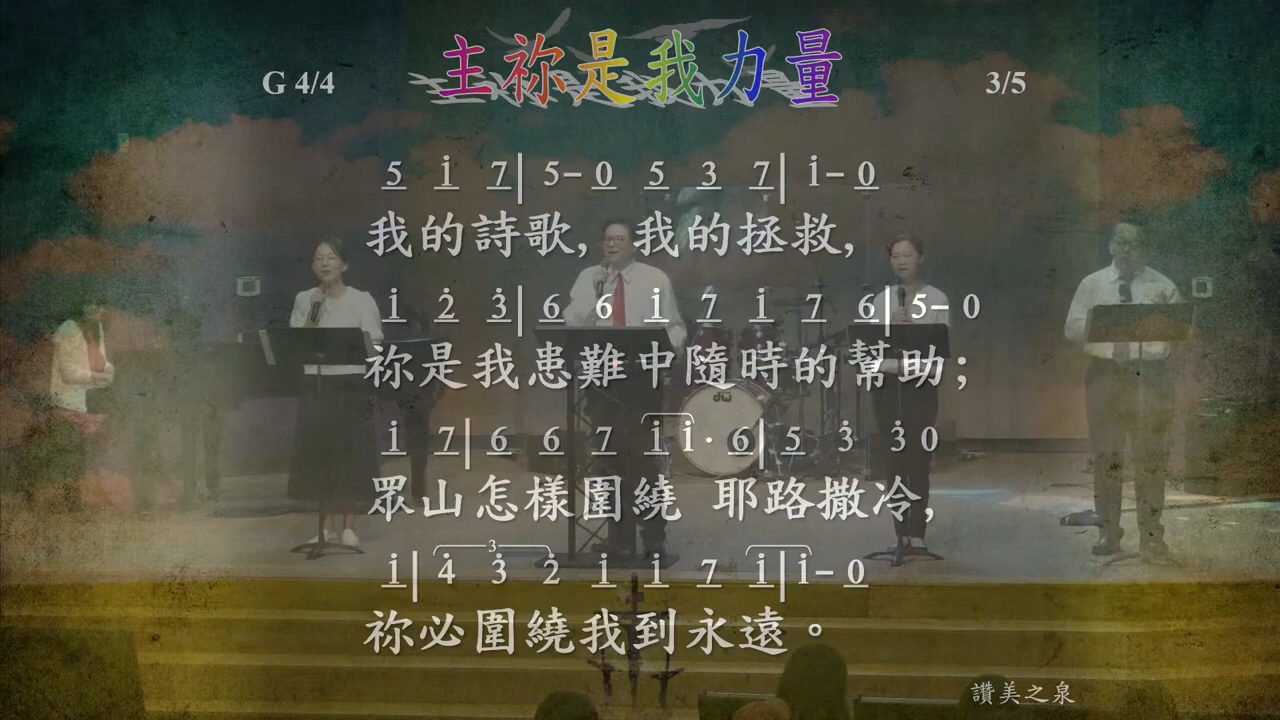 主祢是我力量
G 4/4 3/5
5 i 7| 5- 0 5 3 7| i- 0
我的詩歌, 我的拯救,
i 2̇ 3̇| 6 6 i 7 i 7 6| 5- 0
祢是我患難中隨時的幫助;
i 7| 6 6 7 i i· 6| 5 3̇ 3̇ 0
眾山怎樣圍繞 耶路撒冷,
3
i| 4̇ 3̇ 2̇ i i 7 i| i- 0
祢必圍繞我到永遠。
讚美之泉
dw